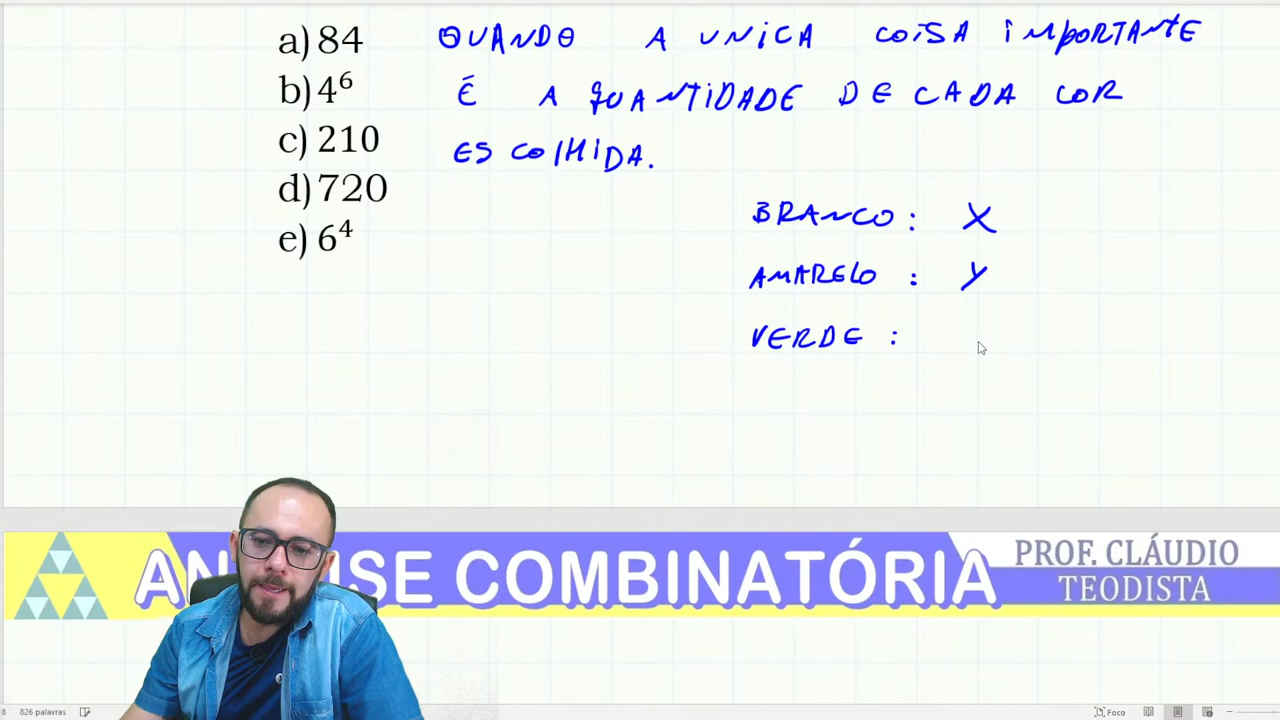 a) 84
b) 4⁶
c) 210
d) 720
e) 6⁴
QUANDO A UNICA COISA IMPORTANTE
É A QUANTIDADE DE CADA COR
ESCOLHIDA.
BRANCO: X
AMARELO: Y
VERDE:
ANÁLISE COMBINATÓRIA
PROF. CLÁUDIO
TEODISTA
8 826 palavras
Foco